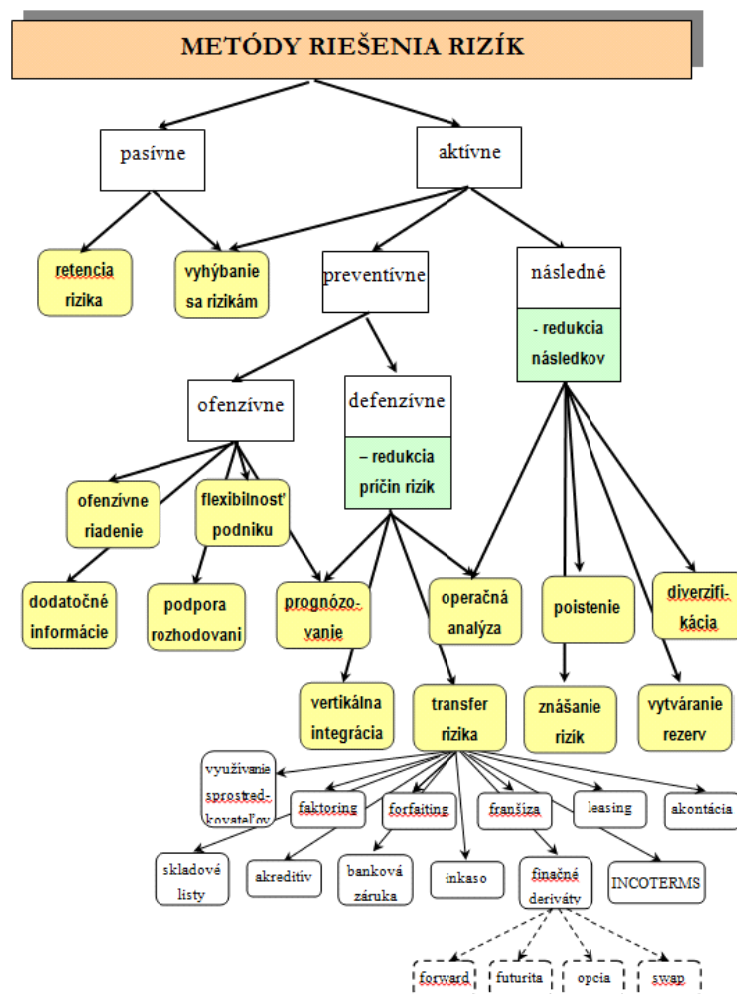 METÓDY RIEŠENIA RIZÍK
pasívne
aktívne
retencia
rizika
vyhýbanie
sa rizikám
preventívne
následné
- redukcia
následkov
ofenzívne
defenzívne
– redukcia
príčin rizík
ofenzívne
riadenie
flexibilnosť
podniku
dodatočné
informácie
podpora
rozhodovani
prognózo-
vanie
operačná
analýza
poistenie
diverzifi-
kácia
vertikálna
integrácia
transfer
rizika
znášanie
rizík
vytváranie
rezerv
využívanie
sprostred-
kovateľov
faktoring
forfaiting
franšíza
leasing
akontácia
skladové
listy
akreditív
banková
záruka
inkaso
finačné
deriváty
INCOTERMS
forward
futurita
opcia
swap